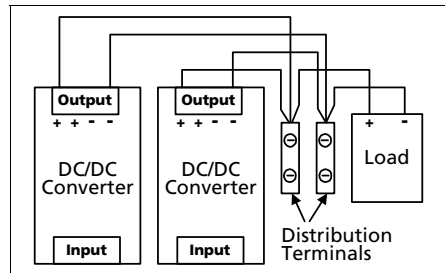 Output
+ + - -
DC/DC
Converter
Input
Output
+ + - -
DC/DC
Converter
Input
+ -
Load
Distribution
Terminals